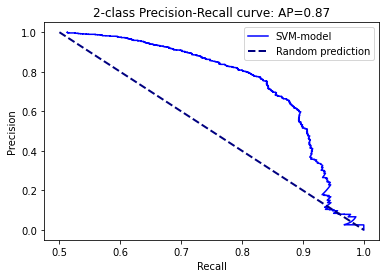 2-class Precision-Recall curve: AP=0.87
SVM-model
Random prediction
Precision
1.0
0.8
0.6
0.4
0.2
0.0
0.5 0.6 0.7 0.8 0.9 1.0
Recall